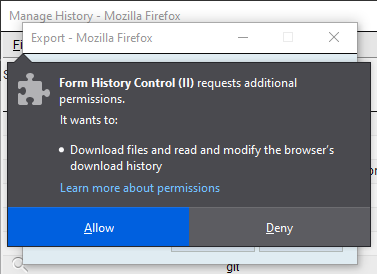 Manage History - Mozilla Firefox
Export - Mozilla Firefox
Form History Control (II) requests additional
permissions.
It wants to:
Download files and read and modify the browser's
download history
Learn more about permissions
Allow
Deny
git